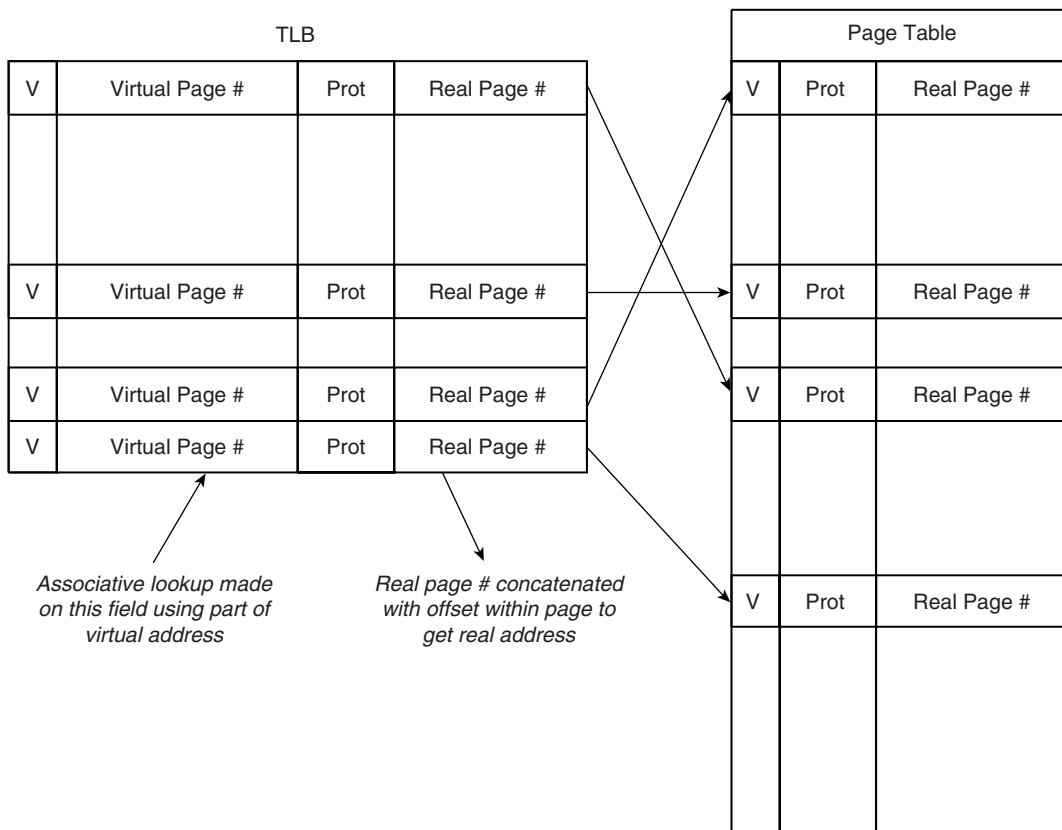 TLB
Page Table
V Virtual Page # Prot Real Page #
V Prot Real Page #
V Virtual Page # Prot Real Page #
V Prot Real Page #
V Virtual Page # Prot Real Page #
V Prot Real Page #
V Virtual Page # Prot Real Page #
Associative lookup made
on this field using part of
virtual address
Real page # concatenated
with offset within page to
get real address
V Prot Real Page #